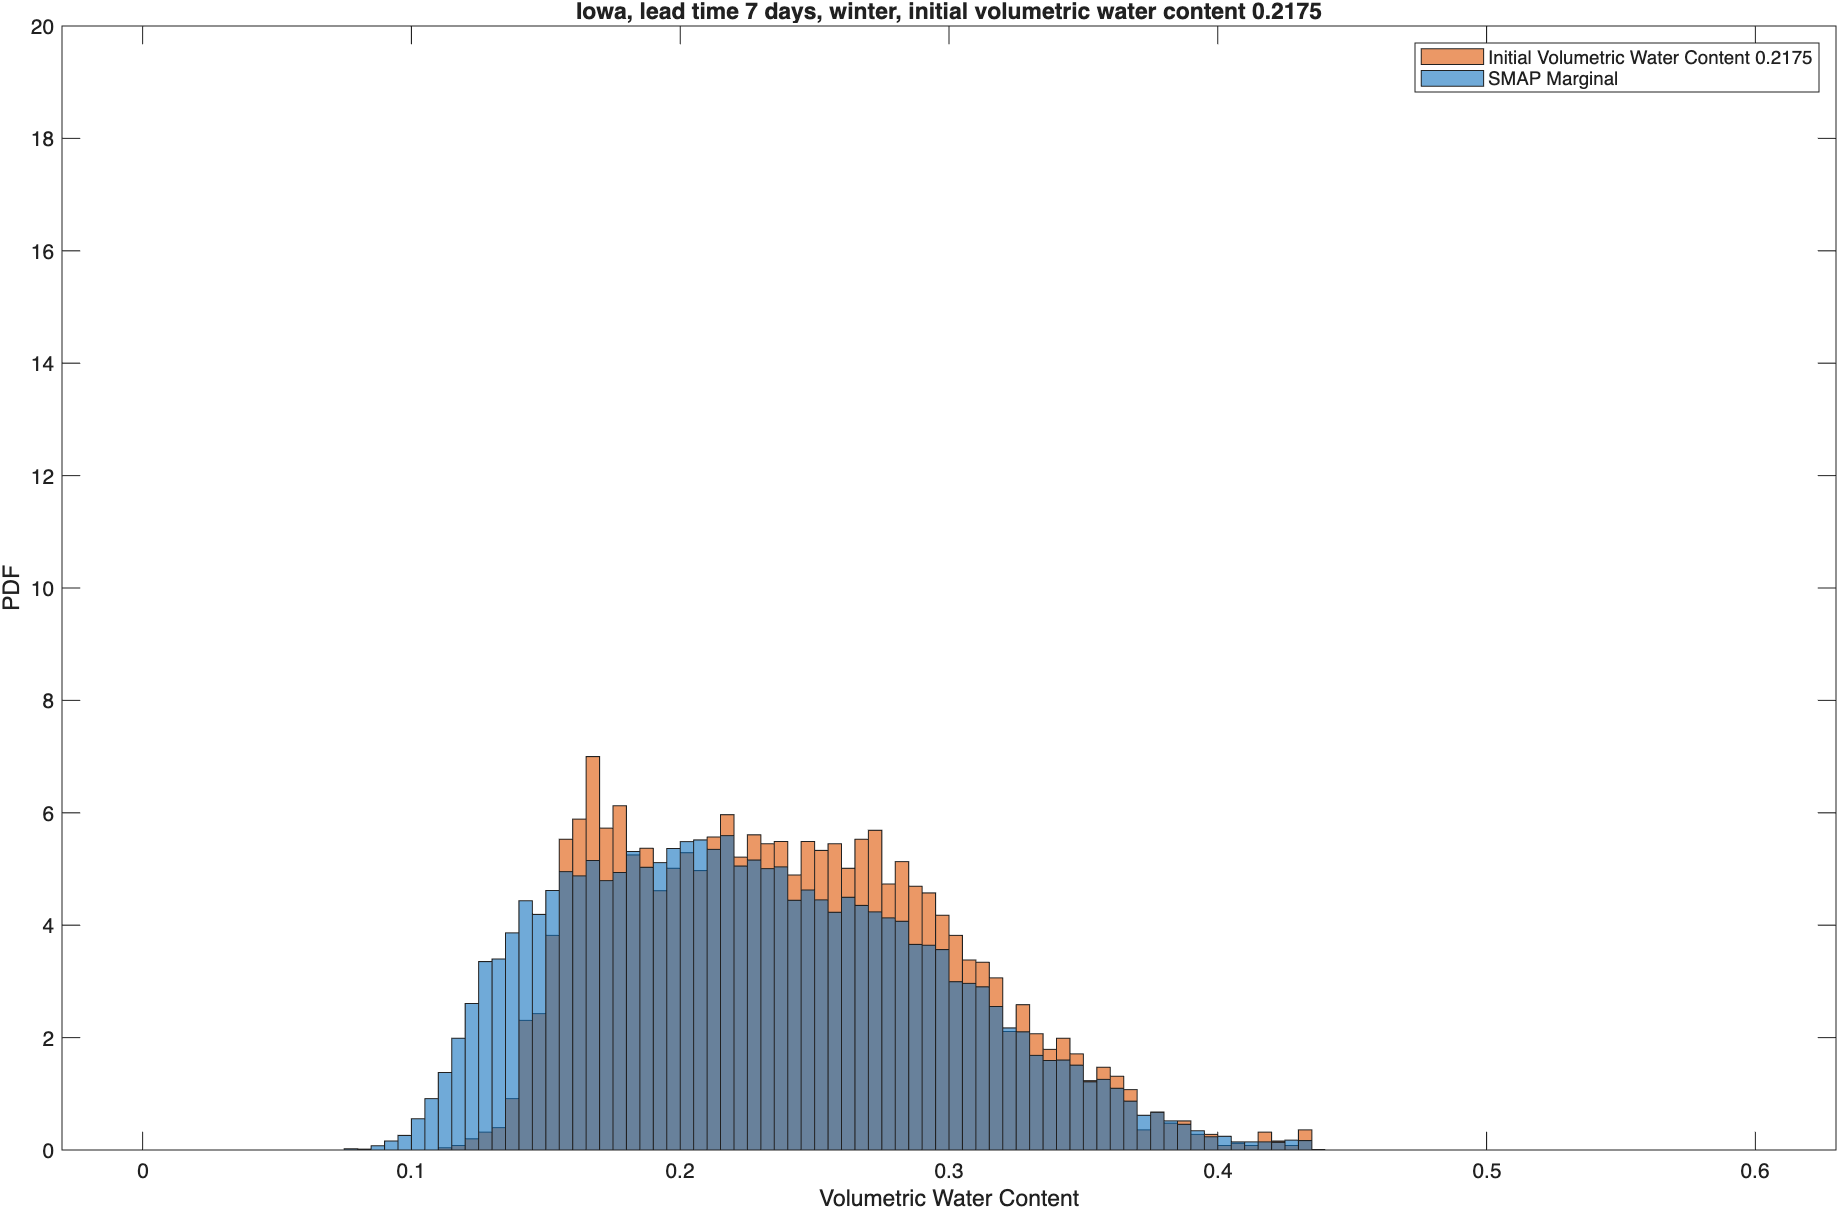 Iowa, lead time 7 days, winter, initial volumetric water content 0.2175
Initial Volumetric Water Content 0.2175
SMAP Marginal
20
18
16
14
12
10
8
6
4
2
0
PDF
0 0.1 0.2 0.3 0.4 0.5 0.6
Volumetric Water Content